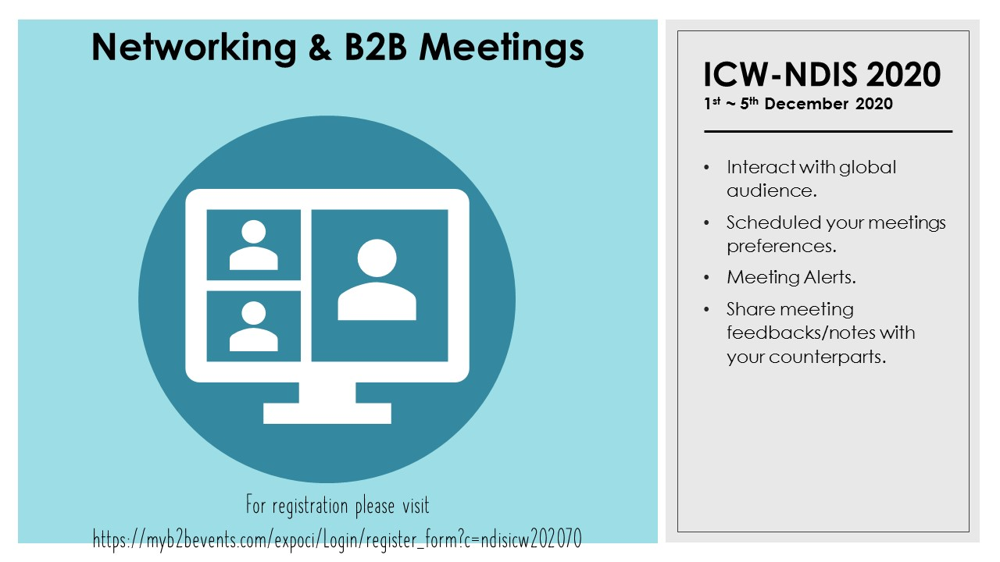 Networking & B2B Meetings
For registration please visit
https://myb2bevents.com/expoci/Login/register_form?c=ndisicw202070
ICW-NDIS 2020
1st ~ 5th December 2020
• Interact with global
audience.
• Scheduled your meetings
preferences.
• Meeting Alerts.
• Share meeting
feedbacks/notes with
your counterparts.